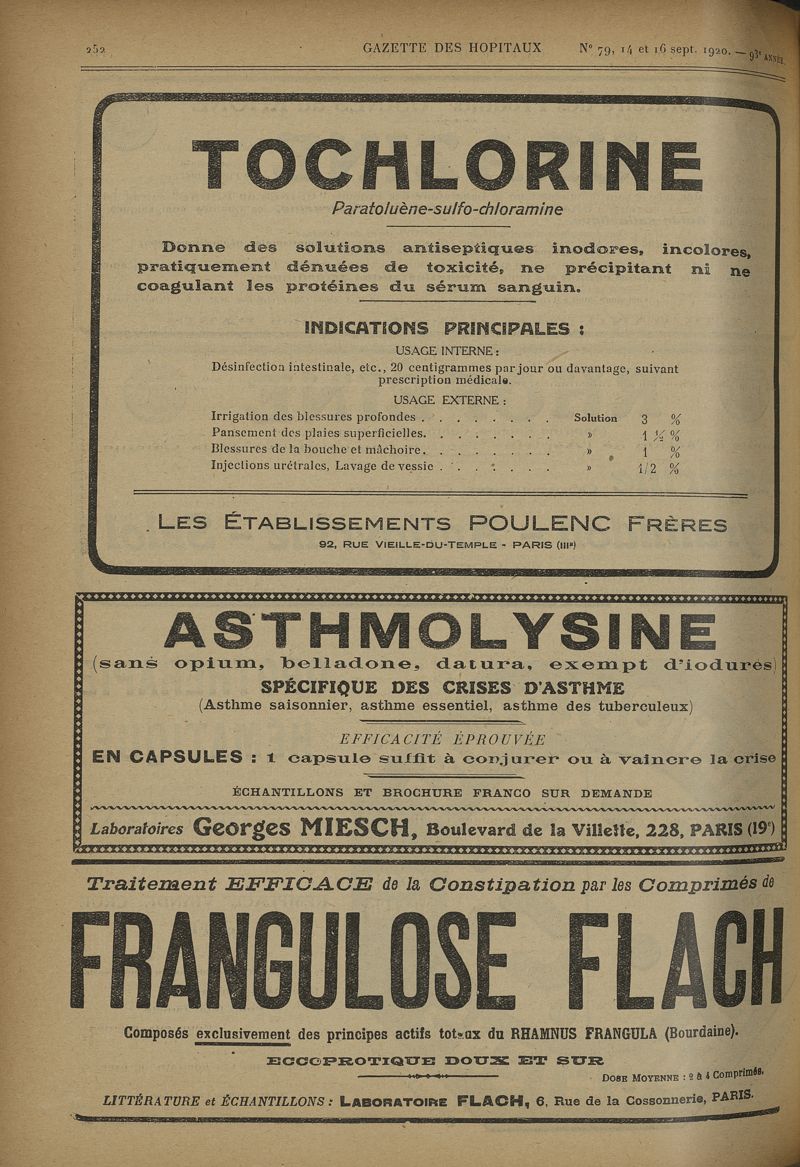 252
GAZETTE DES HOPITAUX
N° 79, 14 et 16 sept. 1920. — 93e ANNÉE.
TOCHLORINE
Paratoluène-sulfo-chloramine
Donne des solutions antiseptiques inodores, incolores,
pratiquement dénuées de toxicité, ne précipitant ni ne
coagulant les protéines du sérum sanguin.
INDICATIONS PRINCIPALES :
USAGE INTERNE :
Désinfection intestinale, etc., 20 centigrammes par jour ou davantage, suivant
prescription médicale.
USAGE EXTERNE :
Irrigation des blessures profondes . . . . . . . . Solution 3 %
Pansement des plaies superficielles. . . . . . . . » 1 ½ %
Blessures de la bouche et mâchoire. . . . . . . . » 1 %
Injections urétrales, Lavage de vessie . . . . . . . » 1/2 %
LES ÉTABLISSEMENTS POULENC FRÈRES
92, RUE VIEILLE-DU-TEMPLE - PARIS (IIIe)
ASTHMOLYSINE
(sans opium, belladone, datura, exempt d'iodures)
SPÉCIFIQUE DES CRISES D'ASTHME
(Asthme saisonnier, asthme essentiel, asthme des tuberculeux)
EFFICACITÉ ÉPROUVÉE
EN CAPSULES : 1 capsule suffit à conjurer ou à vaincre la crise
ÉCHANTILLONS ET BROCHURE FRANCO SUR DEMANDE
Laboratoires Georges MIESCH, Boulevard de la Villette, 228, PARIS (19e)
Traitement EFFICACE de la Constipation par les Comprimés de
FRANGULOSE FLACH
Composés exclusivement des principes actifs totaux du RHAMNUS FRANGULA (Bourdaine).
ECCOPROTIQUE DOUX ET SUR
DOSE MOYENNE : 2 à 4 Comprimés.
LITTÉRATURE et ÉCHANTILLONS : LABORATOIRE FLACH, 6, Rue de la Cossonnerie, PARIS.